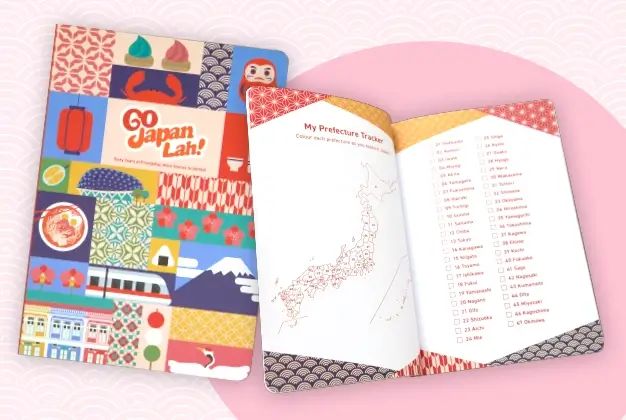 GO
Japan
Lah!
My Prefecture Tracker
Colour each prefecture as you explore Japan!
01 Hokkaido
02 Aomori
03 Iwate
04 Miyagi
05 Akita
06 Yamagata
07 Fukushima
08 Ibaraki
09 Tochigi
10 Gunma
11 Saitama
12 Chiba
13 Tokyo
14 Kanagawa
15 Niigata
16 Toyama
17 Ishikawa
18 Fukui
19 Yamanashi
20 Nagano
21 Gifu
22 Shizuoka
23 Aichi
24 Mie
25 Shiga
26 Kyoto
27 Osaka
28 Hyogo
29 Nara
30 Wakayama
31 Tottori
32 Shimane
33 Okayama
34 Hiroshima
35 Yamaguchi
36 Tokushima
37 Kagawa
38 Ehime
39 Kochi
40 Fukuoka
41 Saga
42 Nagasaki
43 Kumamoto
44 Oita
45 Miyazaki
46 Kagoshima
47 Okinawa